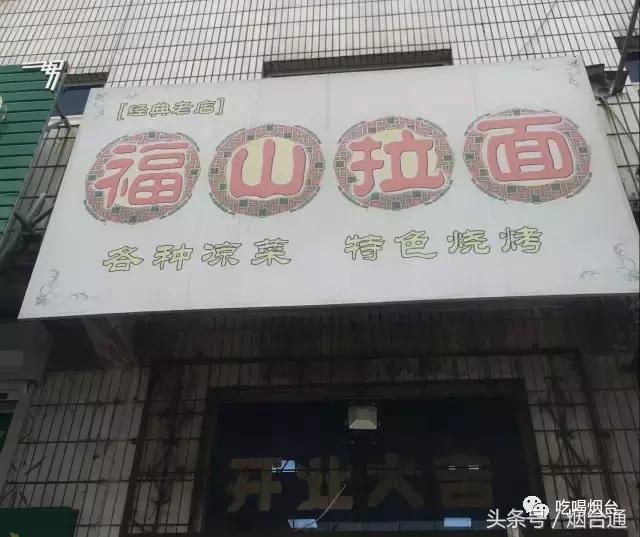 [经典老店]
福山拉面
各种凉菜 特色烧烤
开业大吉
吃喝烟台
头条号/烟台通